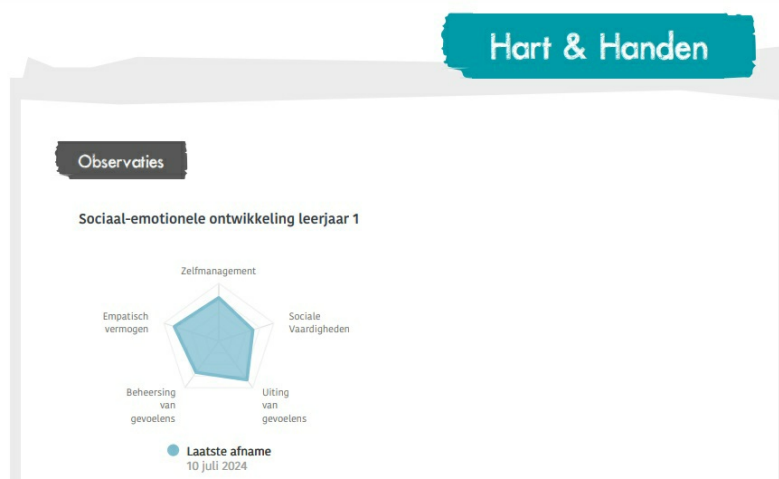 Hart & Handen
Observaties
Sociaal-emotionele ontwikkeling leerjaar 1
Zelfmanagement
Empatisch
vermogen
Sociale
Vaardigheden
Beheersing
van
gevoelens
Uiting
van
gevoelens
Laatste afname
10 juli 2024